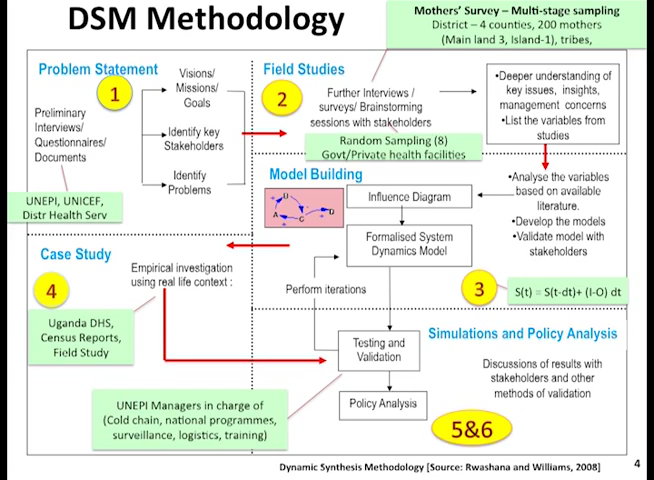 DSM Methodology
Mothers' Survey – Multi-stage sampling
District – 4 counties, 200 mothers
(Main land 3, Island-1), tribes,
Problem Statement
1
Preliminary
Interviews/
Questionnaires/
Documents
UNEPI, UNICEF,
Distr Health Serv
Visions/
Missions/
Goals
Identify key
Stakeholders
Identify
Problems
Field Studies
2
Further Interviews /
surveys/ Brainstorming
sessions with stakeholders
Random Sampling (8)
Govt/Private health facilities
•Deeper understanding of
key issues, insights,
management concerns
•List the variables from
studies
Model Building
A
D
C
D
Influence Diagram
Formalised System
Dynamics Model
•Analyse the variables
based on available
literature.
•Develop the models
•Validate model with
stakeholders
3
S(t) = S(t-dt)+ (I-O) dt
Case Study
4
Empirical investigation
using real life context :
Uganda DHS,
Census Reports,
Field Study
Perform iterations
Simulations and Policy Analysis
Testing and
Validation
Policy Analysis
Discussions of results with
stakeholders and other
methods of validation
UNEPI Managers in charge of
(Cold chain, national programmes,
surveillance, logistics, training)
5&6
Dynamic Synthesis Methodology [Source: Rwashana and Williams, 2008]
4